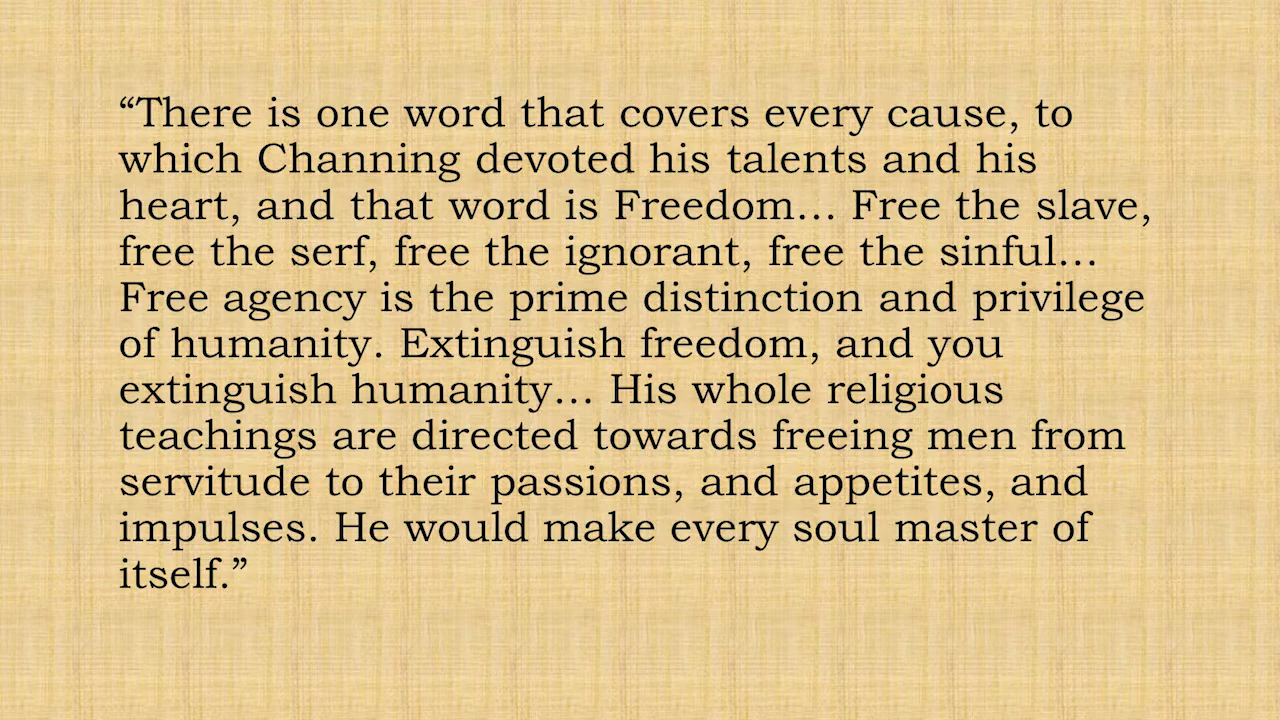 “There is one word that covers every cause, to
which Channing devoted his talents and his
heart, and that word is Freedom… Free the slave,
free the serf, free the ignorant, free the sinful…
Free agency is the prime distinction and privilege
of humanity. Extinguish freedom, and you
extinguish humanity… His whole religious
teachings are directed towards freeing men from
servitude to their passions, and appetites, and
impulses. He would make every soul master of
itself.”